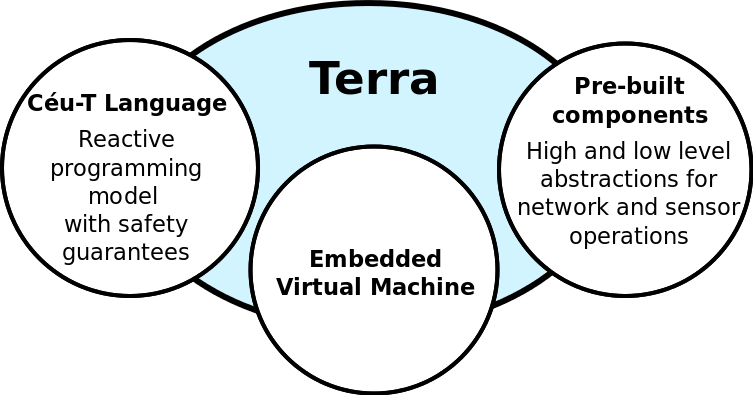 Terra
Céu-T Language
Reactive
programming
model
with safety
guarantees
Embedded
Virtual Machine
Pre-built
components
High and low level
abstractions for
network and sensor
operations